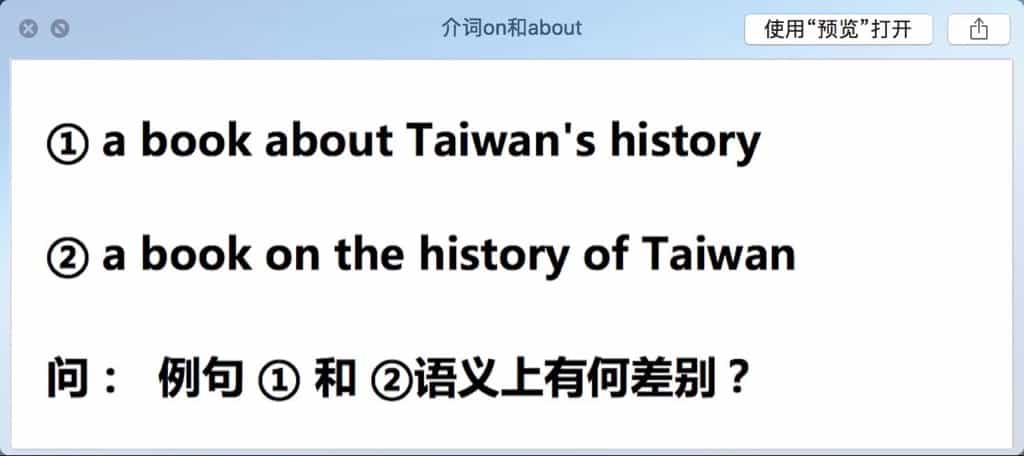 介词on和about
使用“预览”打开
① a book about Taiwan's history
② a book on the history of Taiwan
问： 例句 ① 和 ②语义上有何差别？